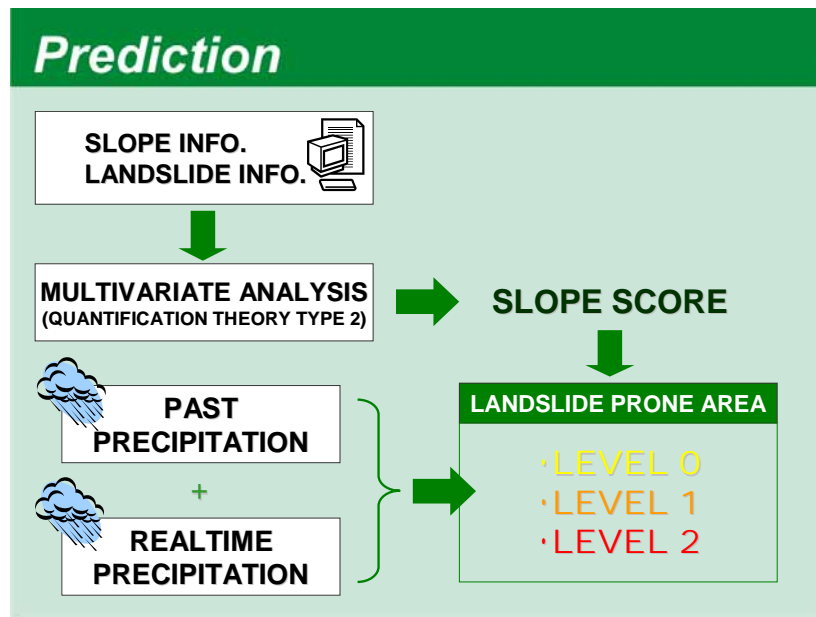 Prediction
SLOPE INFO.
LANDSLIDE INFO.
MULTIVARIATE ANALYSIS
(QUANTIFICATION THEORY TYPE 2)
SLOPE SCORE
PAST
PRECIPITATION
+
REALTIME
PRECIPITATION
LANDSLIDE PRONE AREA
・LEVEL 0
・LEVEL 1
・LEVEL 2